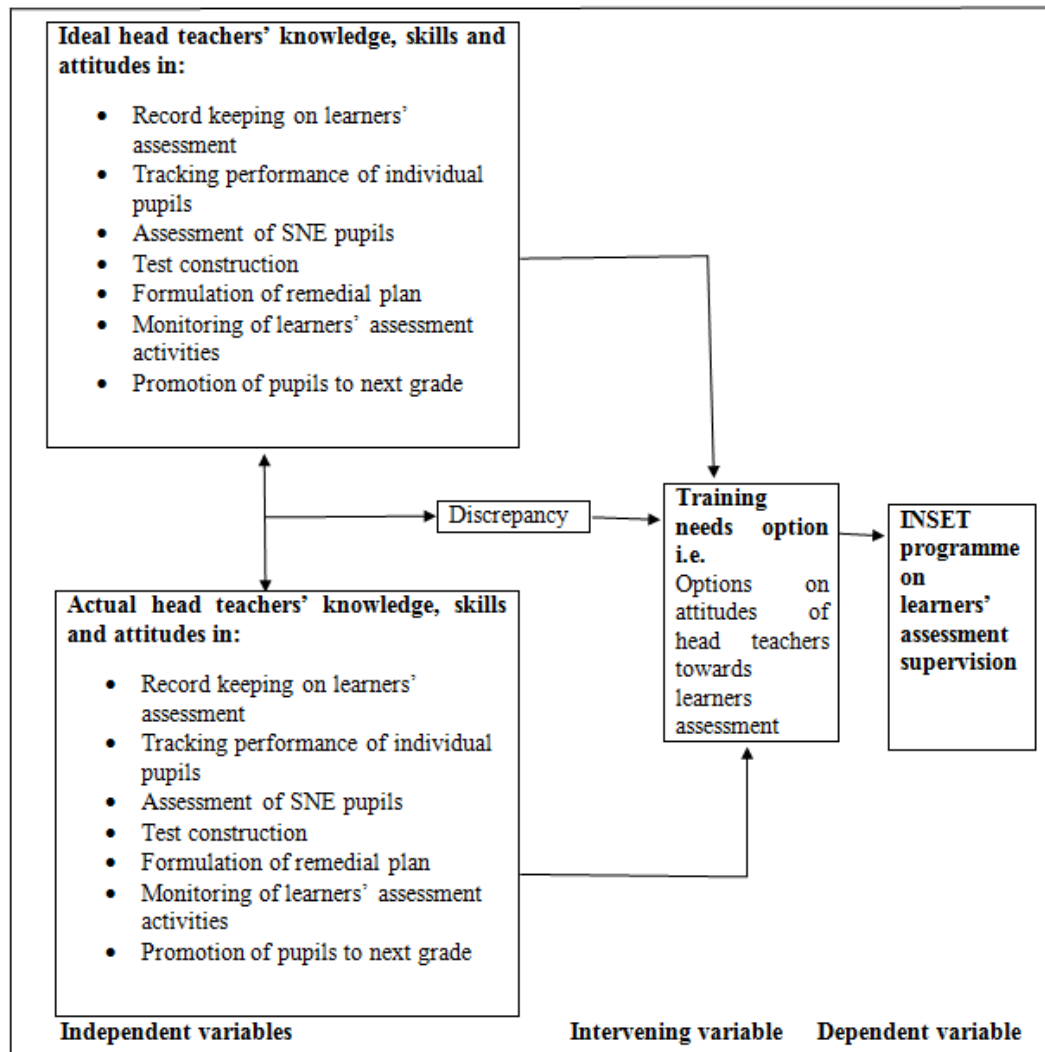 Ideal head teachers’ knowledge, skills and
attitudes in:
• Record keeping on learners’
assessment
• Tracking performance of individual
pupils
• Assessment of SNE pupils
• Test construction
• Formulation of remedial plan
• Monitoring of learners’ assessment
activities
• Promotion of pupils to next grade
Discrepancy
Training
needs option
i.e.
Options on
attitudes of
head teachers
towards
learners
assessment
INSET
programme
on
learners’
assessment
supervision
Actual head teachers’ knowledge, skills
and attitudes in:
• Record keeping on learners’
assessment
• Tracking performance of individual
pupils
• Assessment of SNE pupils
• Test construction
• Formulation of remedial plan
• Monitoring of learners’ assessment
activities
• Promotion of pupils to next grade
Independent variables
Intervening variable
Dependent variable